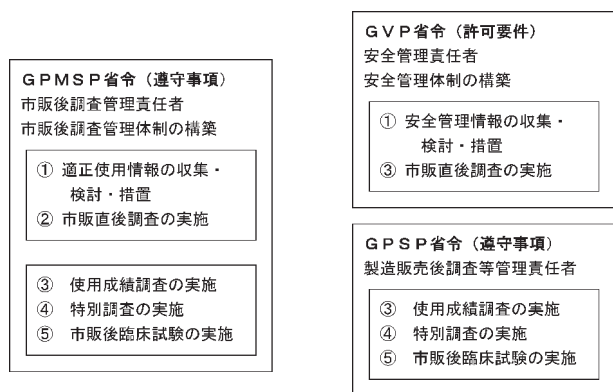 GPMSP省令（遵守事項）
市販後調査管理責任者
市販後調査管理体制の構築
① 適正使用情報の収集・
検討・措置
② 市販直後調査の実施
③ 使用成績調査の実施
④ 特別調査の実施
⑤ 市販後臨床試験の実施
GVP省令（許可要件）
安全管理責任者
安全管理体制の構築
① 安全管理情報の収集・
検討・措置
③ 市販直後調査の実施
GPSP省令（遵守事項）
製造販売後調査等管理責任者
③ 使用成績調査の実施
④ 特別調査の実施
⑤ 市販後臨床試験の実施